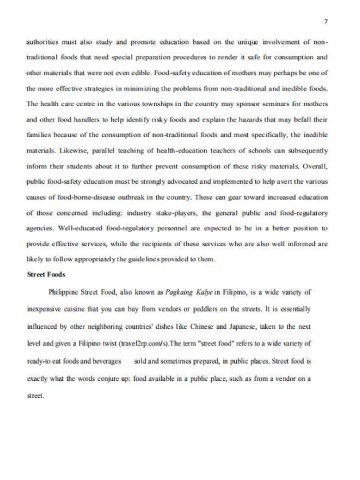 7
authorities must also study and promote education based on the unique involvement of non-
traditional foods that need special preparation procedures to render it safe for consumption and
other materials that were not even edible. Food-safety education of mothers may perhaps be one of
the more effective strategies in minimizing the problems from non-traditional and inedible foods.
The health care centre in the various townships in the country may sponsor seminars for mothers
and other food handlers to help identify risky foods and explain the hazards that may befall their
families because of the consumption of non-traditional foods and most specifically, the inedible
materials. Likewise, parallel teaching of health-education teachers of schools can subsequently
inform their students about it to further prevent consumption of these risky materials. Overall,
public food-safety education must be strongly advocated and implemented to help avert the various
causes of food-borne-disease outbreak in the country. These can gear toward increased education
of those concerned including: industry stake-players, the general public and food-regulatory
agencies. Well-educated food-regulatory personnel are expected to be in a better position to
provide effective services, while the recipients of these services who are also well informed are
likely to follow appropriately the guidelines provided to them.
Street Foods
Philippine Street Food, also known as Pagkaing Kalye in Filipino, is a wide variety of
inexpensive cuisine that you can buy from vendors or peddlers on the streets. It is essentially
influenced by other neighboring countries' dishes like Chinese and Japanese, taken to the next
level and given a Filipino twist (travel2rp.com/s).The term "street food" refers to a wide variety of
ready-to eat foods and beverages sold and sometimes prepared, in public places. Street food is
exactly what the words conjure up: food available in a public place, such as from a vendor on a
street.